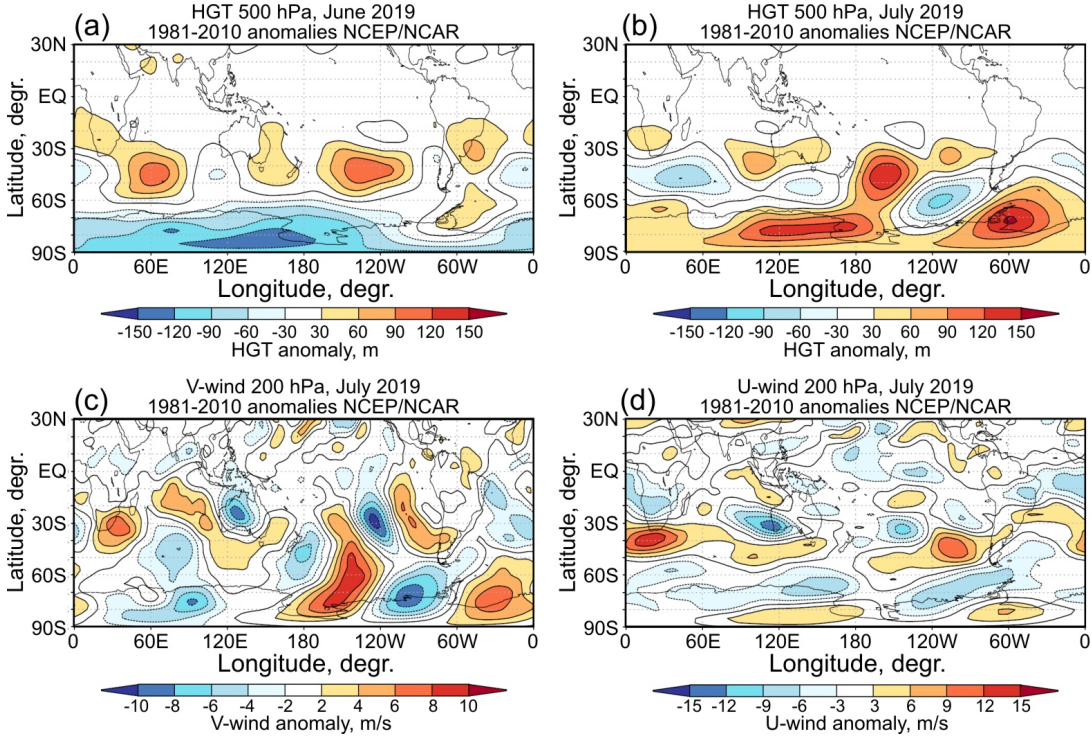 (a)
HGT 500 hPa, June 2019
1981-2010 anomalies NCEP/NCAR
30N
EQ
30S
60S
90S
Latitude, degr.
0 60E 120E 180 120W 60W 0
Longitude, degr.
-150 -120 -90 -60 -30 30 60 90 120 150
HGT anomaly, m
(b)
HGT 500 hPa, July 2019
1981-2010 anomalies NCEP/NCAR
30N
EQ
30S
60S
90S
Latitude, degr.
0 60E 120E 180 120W 60W 0
Longitude, degr.
-150 -120 -90 -60 -30 30 60 90 120 150
HGT anomaly, m
(c)
V-wind 200 hPa, July 2019
1981-2010 anomalies NCEP/NCAR
30N
EQ
30S
60S
90S
Latitude, degr.
0 60E 120E 180 120W 60W 0
Longitude, degr.
-10 -8 -6 -4 -2 2 4 6 8 10
V-wind anomaly, m/s
(d)
U-wind 200 hPa, July 2019
1981-2010 anomalies NCEP/NCAR
30N
EQ
30S
60S
90S
Latitude, degr.
0 60E 120E 180 120W 60W 0
Longitude, degr.
-15 -12 -9 -6 -3 3 6 9 12 15
U-wind anomaly, m/s